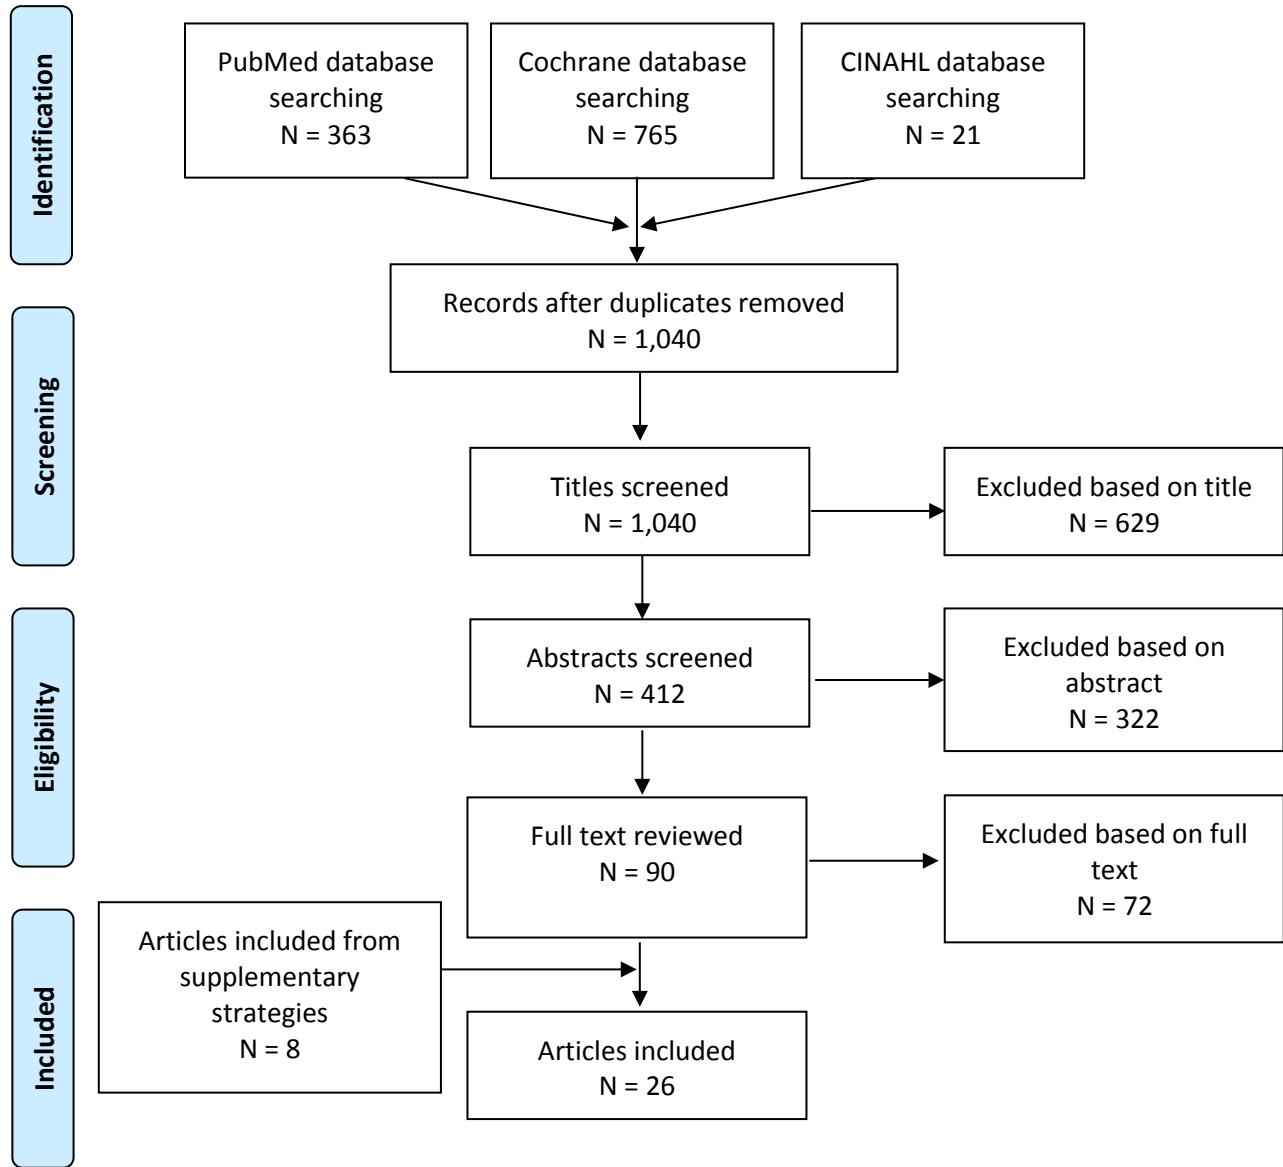 Identification
PubMed database
searching
N = 363
Cochrane database
searching
N = 765
CINAHL database
searching
N = 21
Records after duplicates removed
N = 1,040
Screening
Titles screened
N = 1,040
Excluded based on title
N = 629
Eligibility
Abstracts screened
N = 412
Excluded based on
abstract
N = 322
Full text reviewed
N = 90
Excluded based on full
text
N = 72
Included
Articles included from
supplementary
strategies
N = 8
Articles included
N = 26